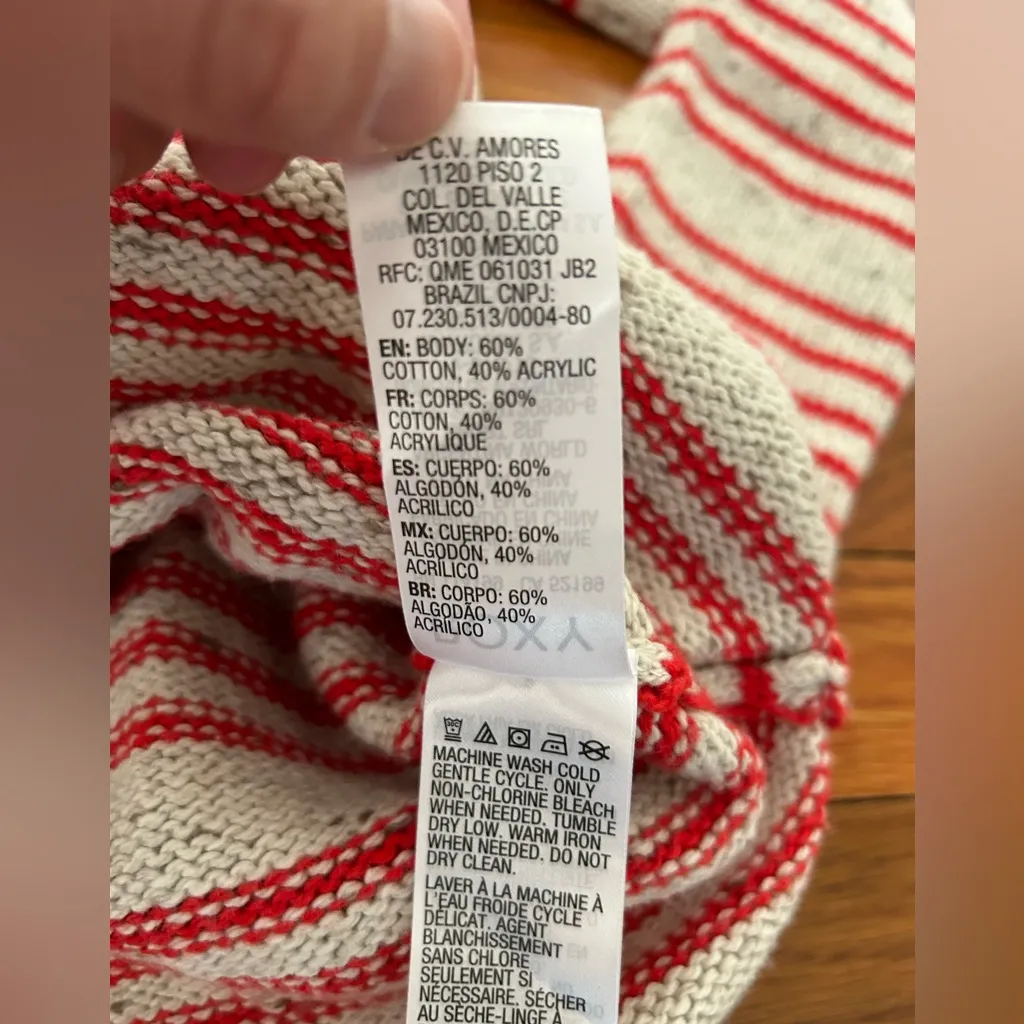 DE C.V. AMORES
1120 PISO 2
COL. DEL VALLE
MEXICO, D.E.CP
03100 MEXICO
RFC: QME 061031 JB2
BRAZIL CNPJ:
07.230.513/0004-80
EN: BODY: 60%
COTTON, 40% ACRYLIC
FR: CORPS: 60%
COTON, 40%
ACRYLIQUE
ES: CUERPO: 60%
ALGODÓN, 40%
ACRILICO
MX: CUERPO: 60%
ALGODÓN, 40%
ACRÍLICO
BR: CORPO: 60%
ALGODÃO, 40%
ACRÍLICO
MACHINE WASH COLD
GENTLE CYCLE. ONLY
NON-CHLORINE BLEACH
WHEN NEEDED. TUMBLE
DRY LOW. WARM IRON
WHEN NEEDED. DO NOT
DRY CLEAN.
LAVER À LA MACHINE À
L'EAU FROIDE CYCLE
DÉLICAT. AGENT
BLANCHISSEMENT
SANS CHLORE
SEULEMENT SI
NÉCESSAIRE. SÉCHER
AU SÈCHE-LINGE À